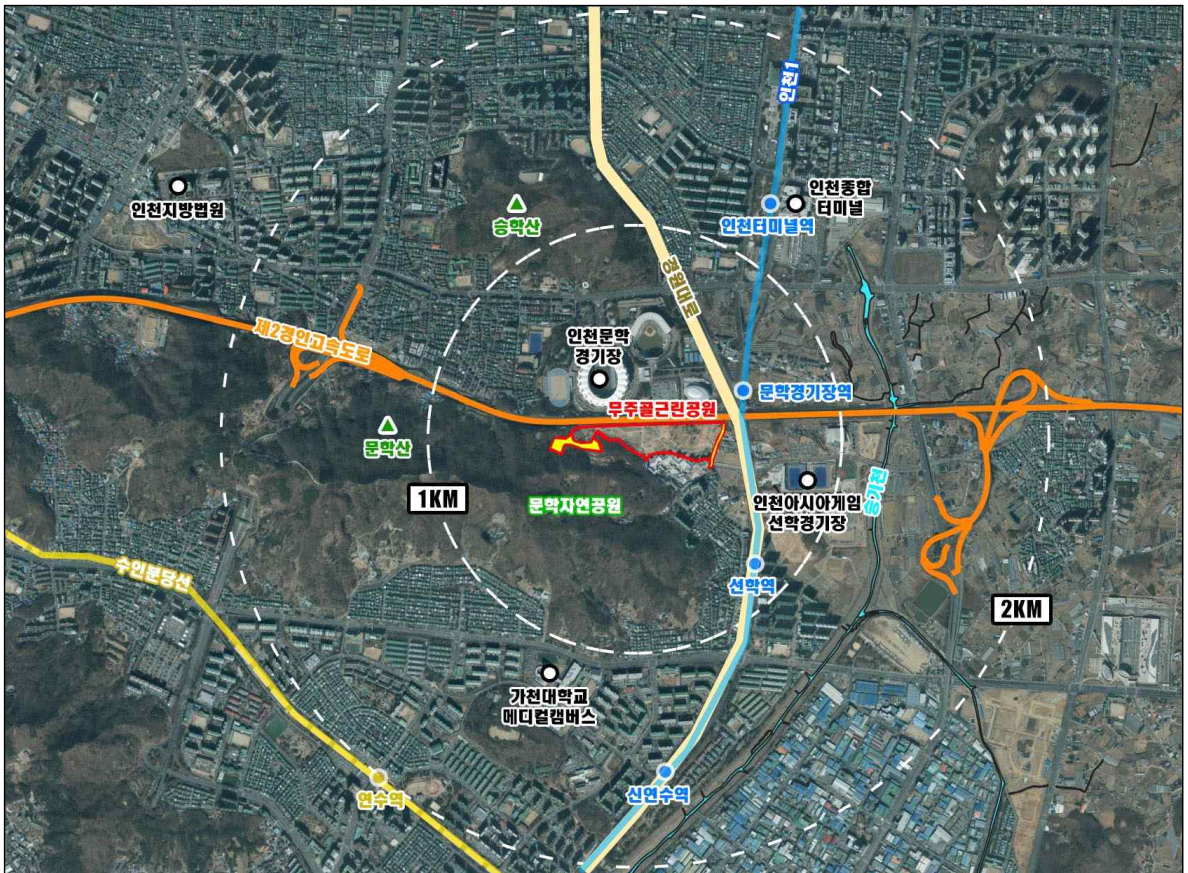 인천1
인천지방법원
승학산
인천종합
터미널
인천터미널역
경원대로
제2경인고속도로
인천문학
경기장
문학경기장역
무주골근린공원
문학산
1KM
문학자연공원
인천아시아게임
선학경기장
승기천
수인분당선
선학역
2KM
가천대학교
메디컬캠버스
연수역
신연수역